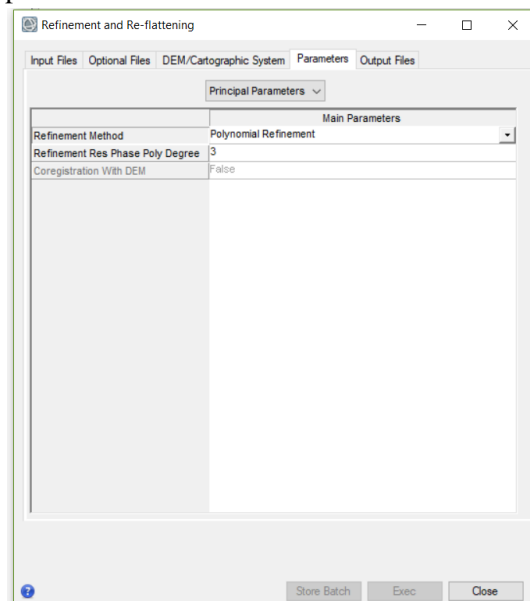 Refinement and Re-flattening
Input Files Optional Files DEM/Cartographic System Parameters Output Files
Principal Parameters
Main Parameters
Refinement Method Polynomial Refinement
Refinement Res Phase Poly Degree 3
Coregistration With DEM False
Store Batch Exec Close